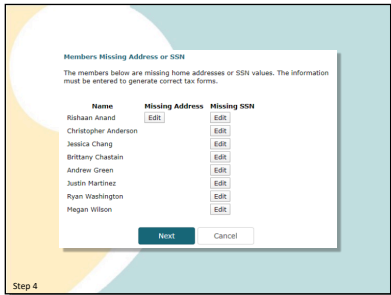 Members Missing Address or SSN
The members below are missing home addresses or SSN values. The information
must be entered to generate correct tax forms.
Name Missing Address Missing SSN
Rishaan Anand Edit Edit
Christopher Anderson Edit
Jessica Chang Edit
Brittany Chastain Edit
Andrew Green Edit
Justin Martinez Edit
Ryan Washington Edit
Megan Wilson Edit
Next Cancel
Step 4